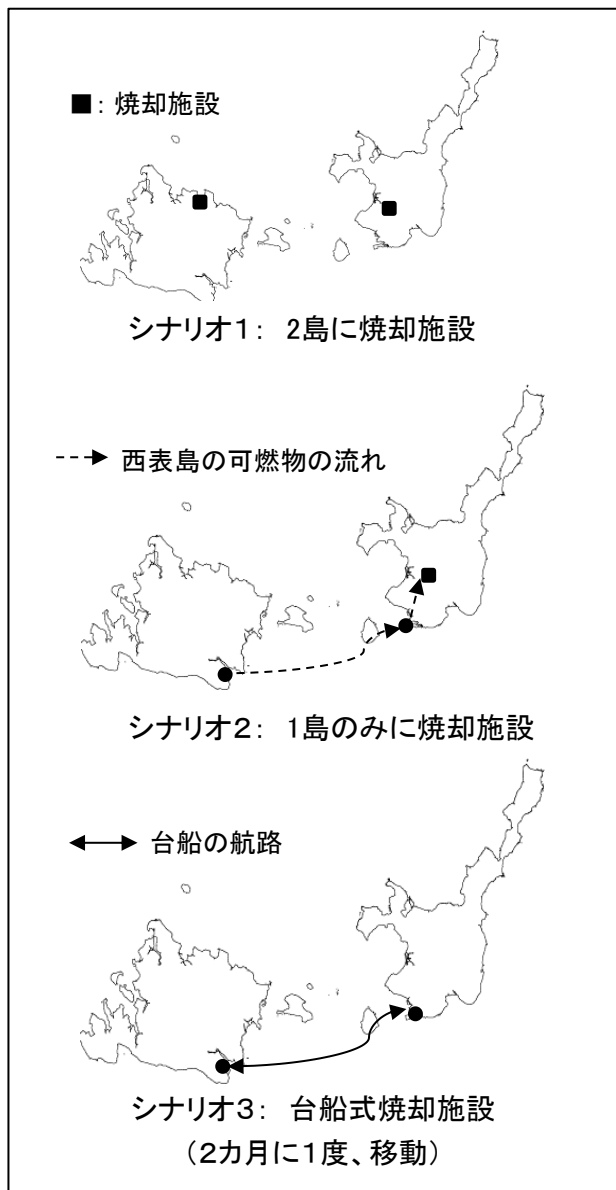 ■：焼却施設
シナリオ１： 2島に焼却施設
西表島の可燃物の流れ
シナリオ２： 1島のみに焼却施設
台船の航路
シナリオ３： 台船式焼却施設
（２カ月に１度、移動）